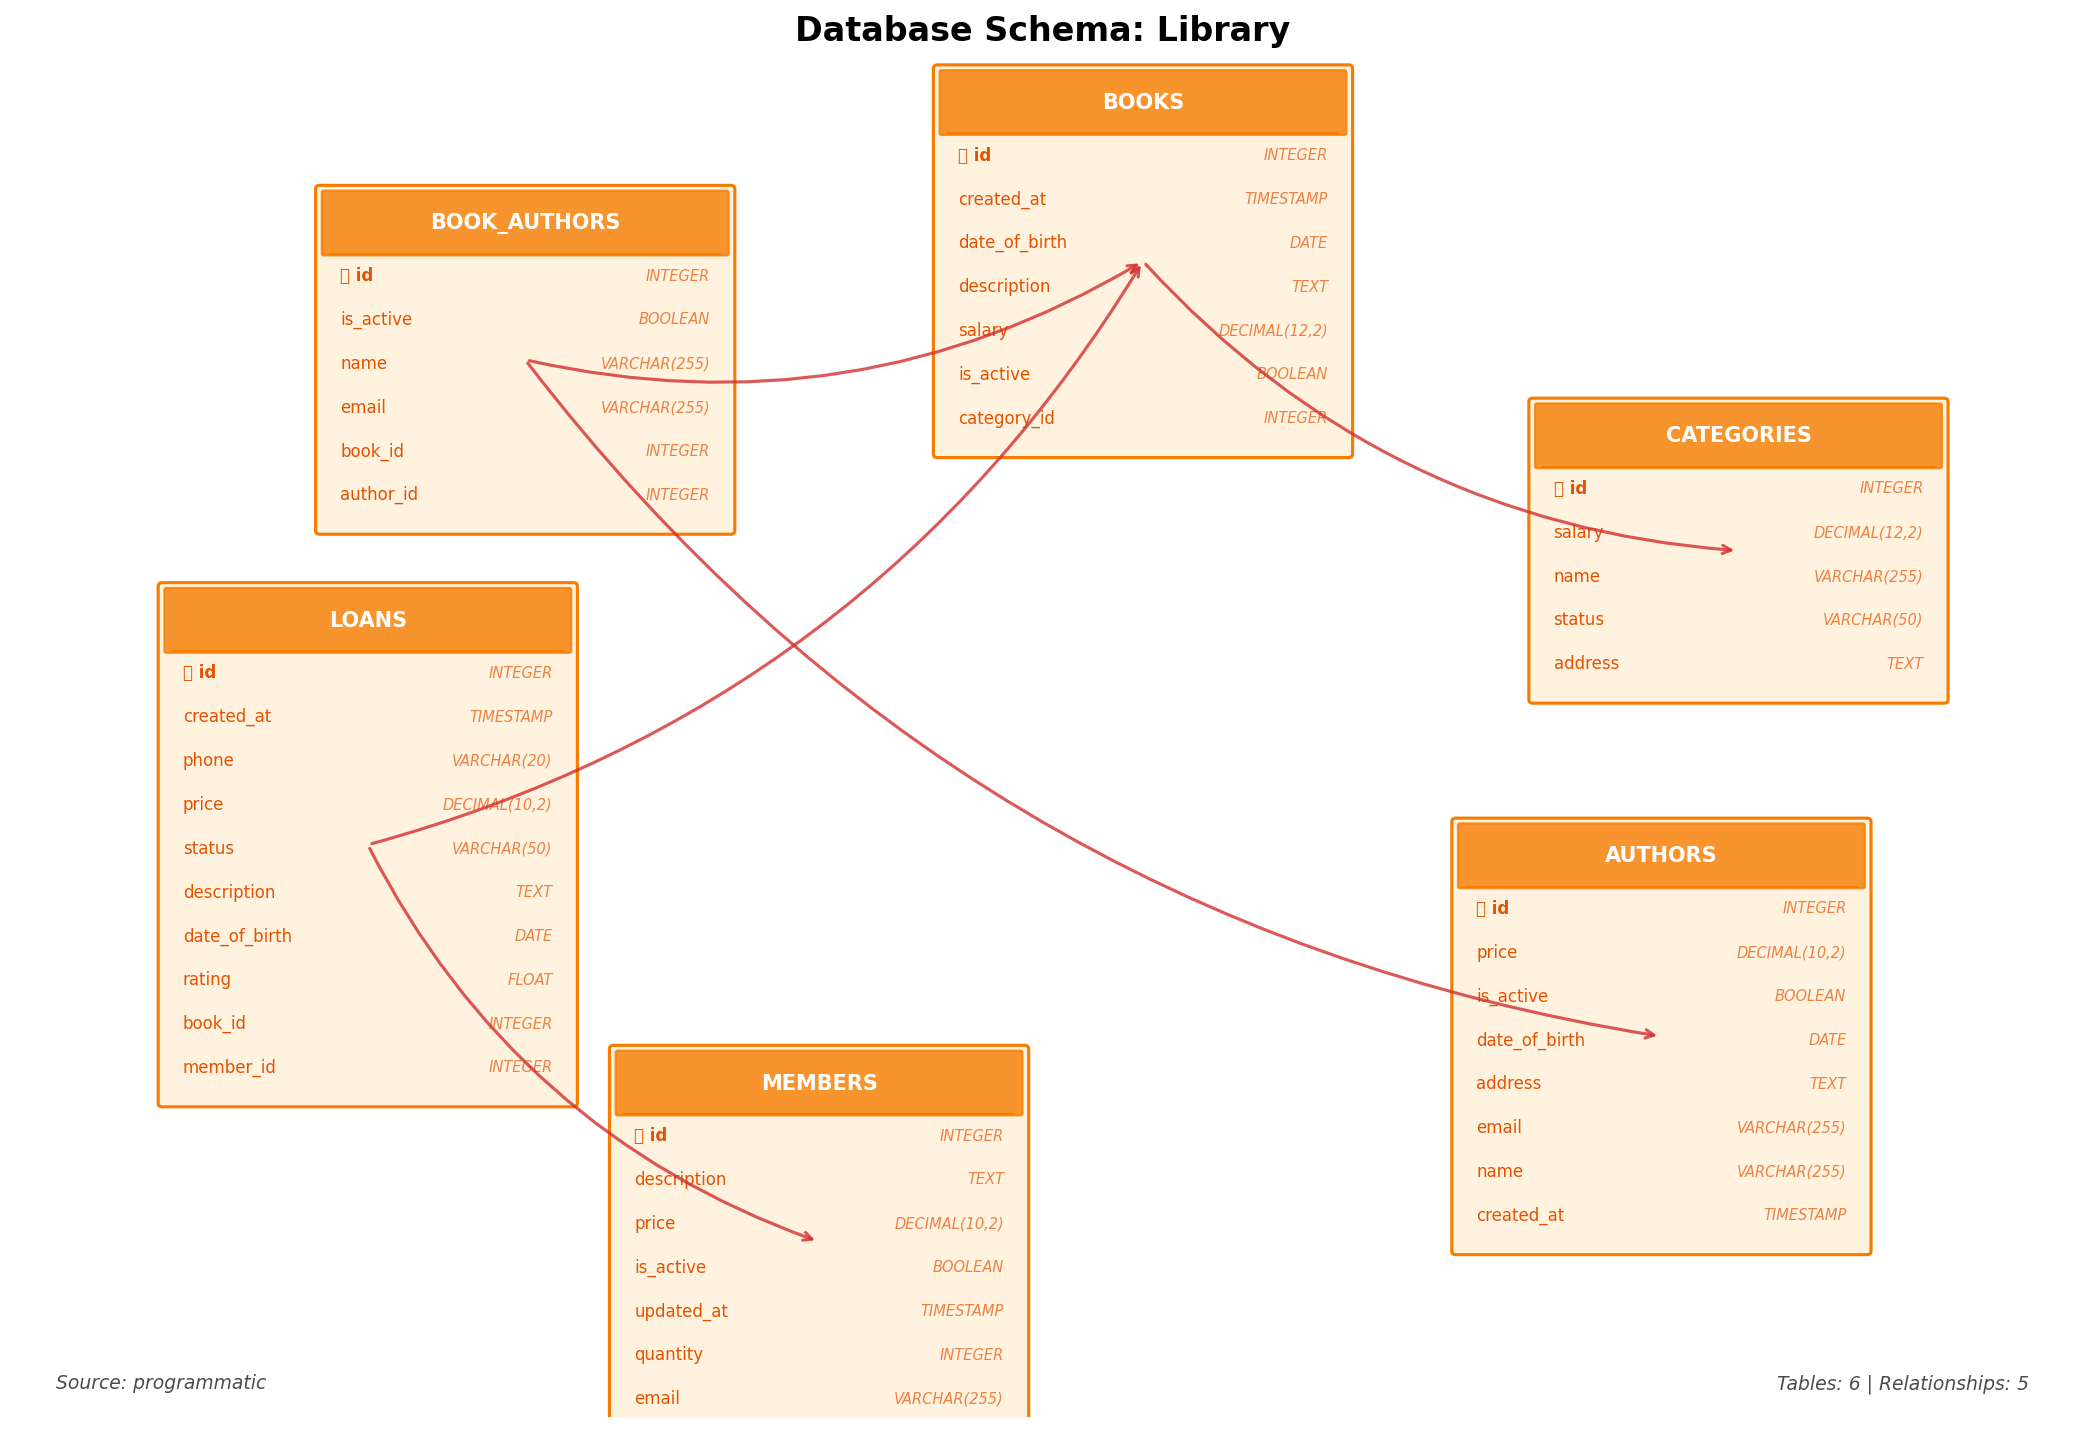 Database Schema: Library
BOOKS
id INTEGER
created_at TIMESTAMP
date_of_birth DATE
description TEXT
salary DECIMAL(12,2)
is_active BOOLEAN
category_id INTEGER
BOOK_AUTHORS
id INTEGER
is_active BOOLEAN
name VARCHAR(255)
email VARCHAR(255)
book_id INTEGER
author_id INTEGER
CATEGORIES
id INTEGER
salary DECIMAL(12,2)
name VARCHAR(255)
status VARCHAR(50)
address TEXT
LOANS
id INTEGER
created_at TIMESTAMP
phone VARCHAR(20)
price DECIMAL(10,2)
status VARCHAR(50)
description TEXT
date_of_birth DATE
rating FLOAT
book_id INTEGER
member_id INTEGER
AUTHORS
id INTEGER
price DECIMAL(10,2)
is_active BOOLEAN
date_of_birth DATE
address TEXT
email VARCHAR(255)
name VARCHAR(255)
created_at TIMESTAMP
MEMBERS
id INTEGER
description TEXT
price DECIMAL(10,2)
is_active BOOLEAN
updated_at TIMESTAMP
quantity INTEGER
email VARCHAR(255)
Source: programmatic
Tables: 6 | Relationships: 5